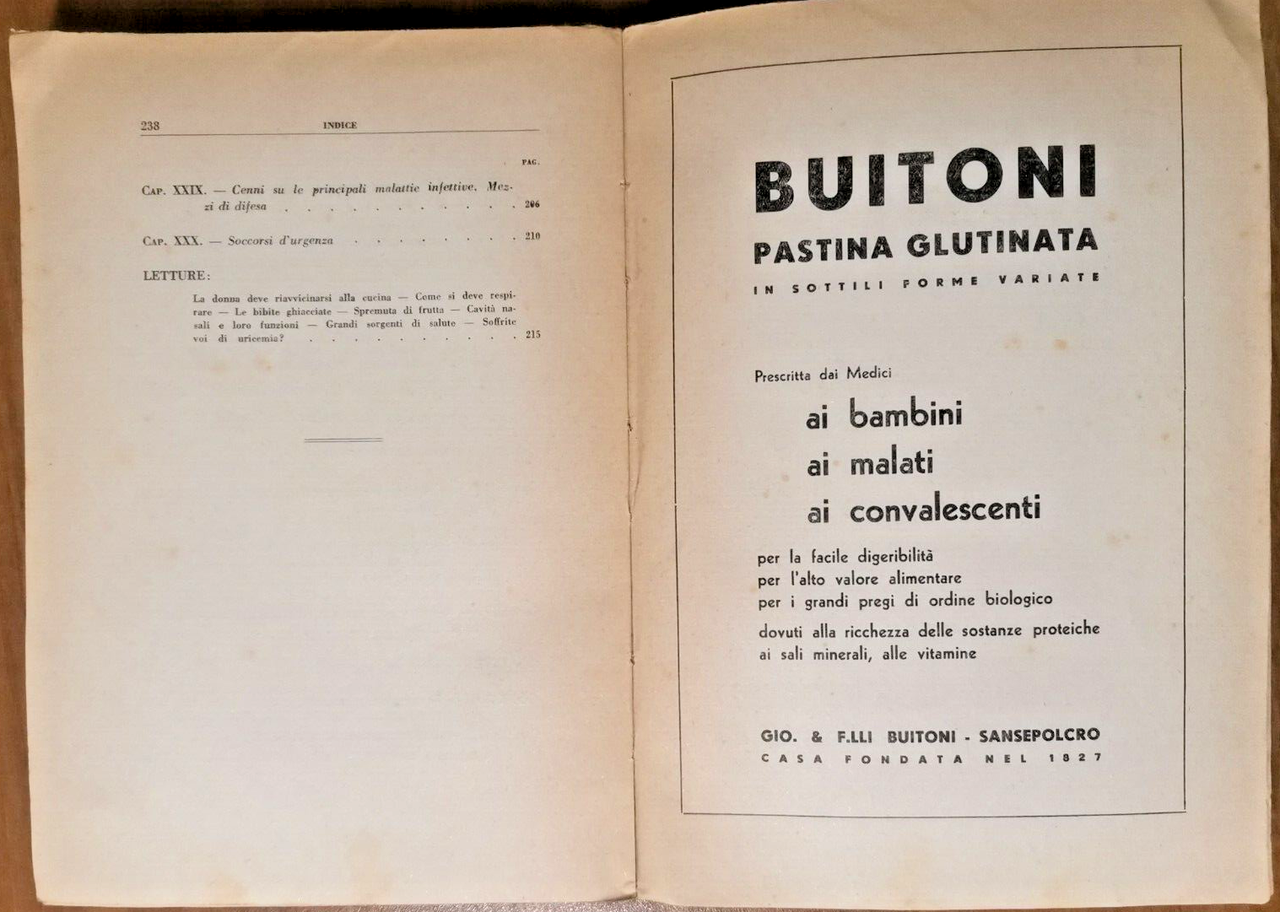 238 INDICE
PAG.
CAP. XXIX. — Cenni su le principali malattie infettive. Mez-
zi di difesa . . . . . . . . . . . 206
CAP. XXX. — Soccorsi d'urgenza . . . . . . . . 210
LETTURE:
La donna deve riavvicinarsi alla cucina — Come si deve respi-
rare — Le bibite ghiacciate — Spremuta di frutta — Cavità na-
sali e loro funzioni — Grandi sorgenti di salute — Soffrite
voi di uricemia? . . . . . . . . . . 215
BUITONI
PASTINA GLUTINATA
IN SOTTILI FORME VARIATE
Prescritta dai Medici
ai bambini
ai malati
ai convalescenti
per la facile digeribilità
per l'alto valore alimentare
per i grandi pregi di ordine biologico
dovuti alla ricchezza delle sostanze proteiche
ai sali minerali, alle vitamine
GIO. & F.LLI BUITONI - SANSEPOLCRO
CASA FONDATA NEL 1827